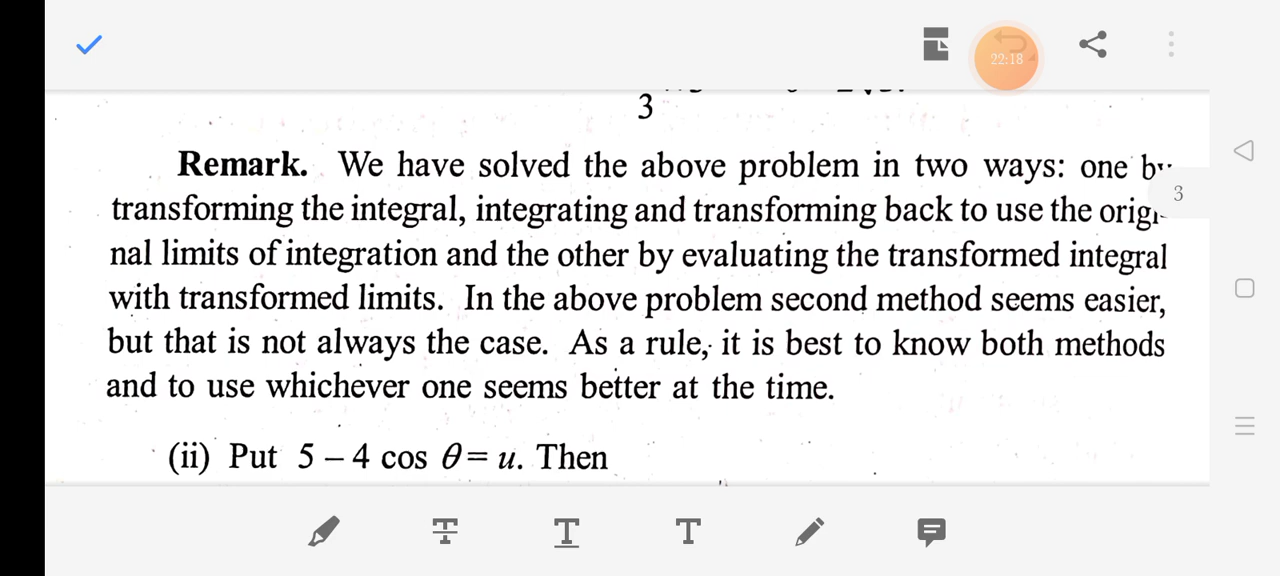 22:18
3
Remark. We have solved the above problem in two ways: one by
3
transforming the integral, integrating and transforming back to use the origi-
nal limits of integration and the other by evaluating the transformed integral
with transformed limits. In the above problem second method seems easier,
but that is not always the case. As a rule, it is best to know both methods
and to use whichever one seems better at the time.
(ii) Put 5 – 4 cos θ = u. Then